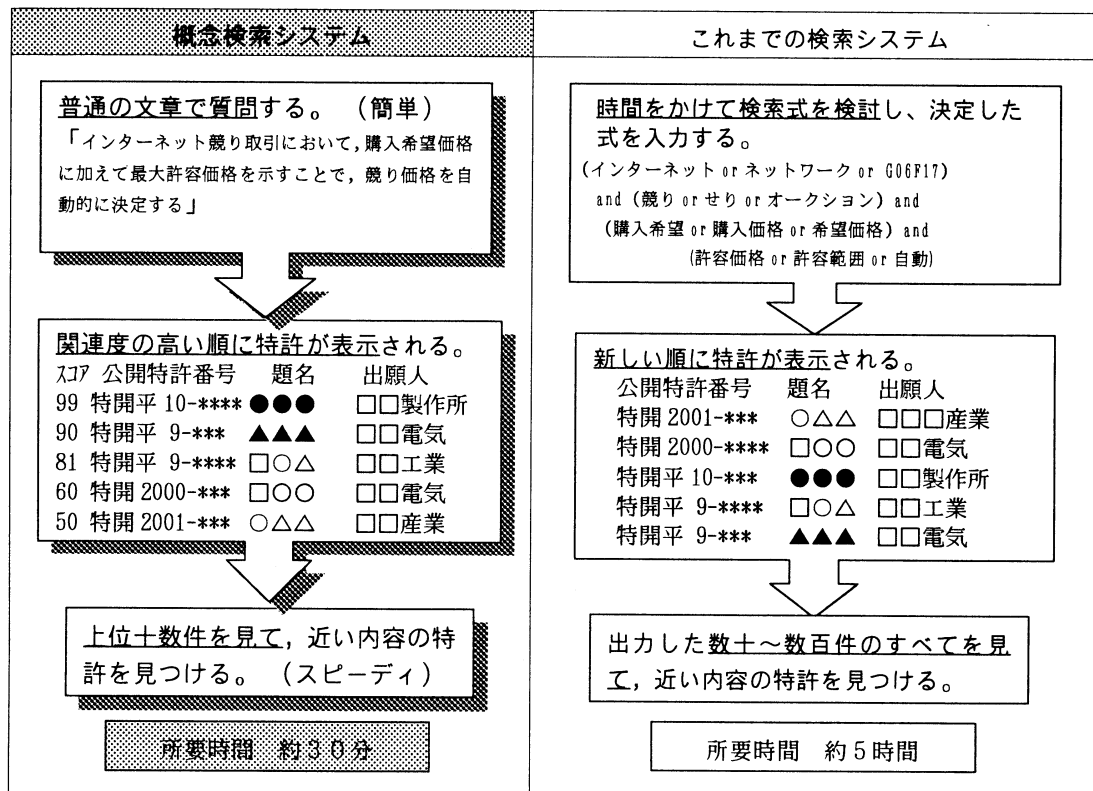 概念検索システム
普通の文章で質問する。 （簡単）
「インターネット競り取引において，購入希望価格
に加えて最大許容価格を示すことで，競り価格を自
動的に決定する」
関連度の高い順に特許が表示される。
ｽｺｱ 公開特許番号 題名 出願人
99 特開平 10-**** ●●● □□製作所
90 特開平 9-*** ▲▲▲ □□電気
81 特開平 9-**** □○△ □□工業
60 特開 2000-*** □○○ □□電気
50 特開 2001-*** ○△△ □□産業
上位十数件を見て，近い内容の特
許を見つける。 （スピーディ）
所要時間 約３０分
これまでの検索システム
時間をかけて検索式を検討し、決定した
式を入力する。
(インターネット or ネットワーク or G06F17)
and (競り or せり or オークション) and
(購入希望 or 購入価格 or 希望価格) and
(許容価格 or 許容範囲 or 自動)
新しい順に特許が表示される。
公開特許番号 題名 出願人
特開 2001-*** ○△△ □□□産業
特開 2000-**** □○○ □□電気
特開平 10-*** ●●● □□製作所
特開平 9-**** □○△ □□工業
特開平 9-*** ▲▲▲ □□電気
出力した数十～数百件のすべてを見
て，近い内容の特許を見つける。
所要時間 約５時間